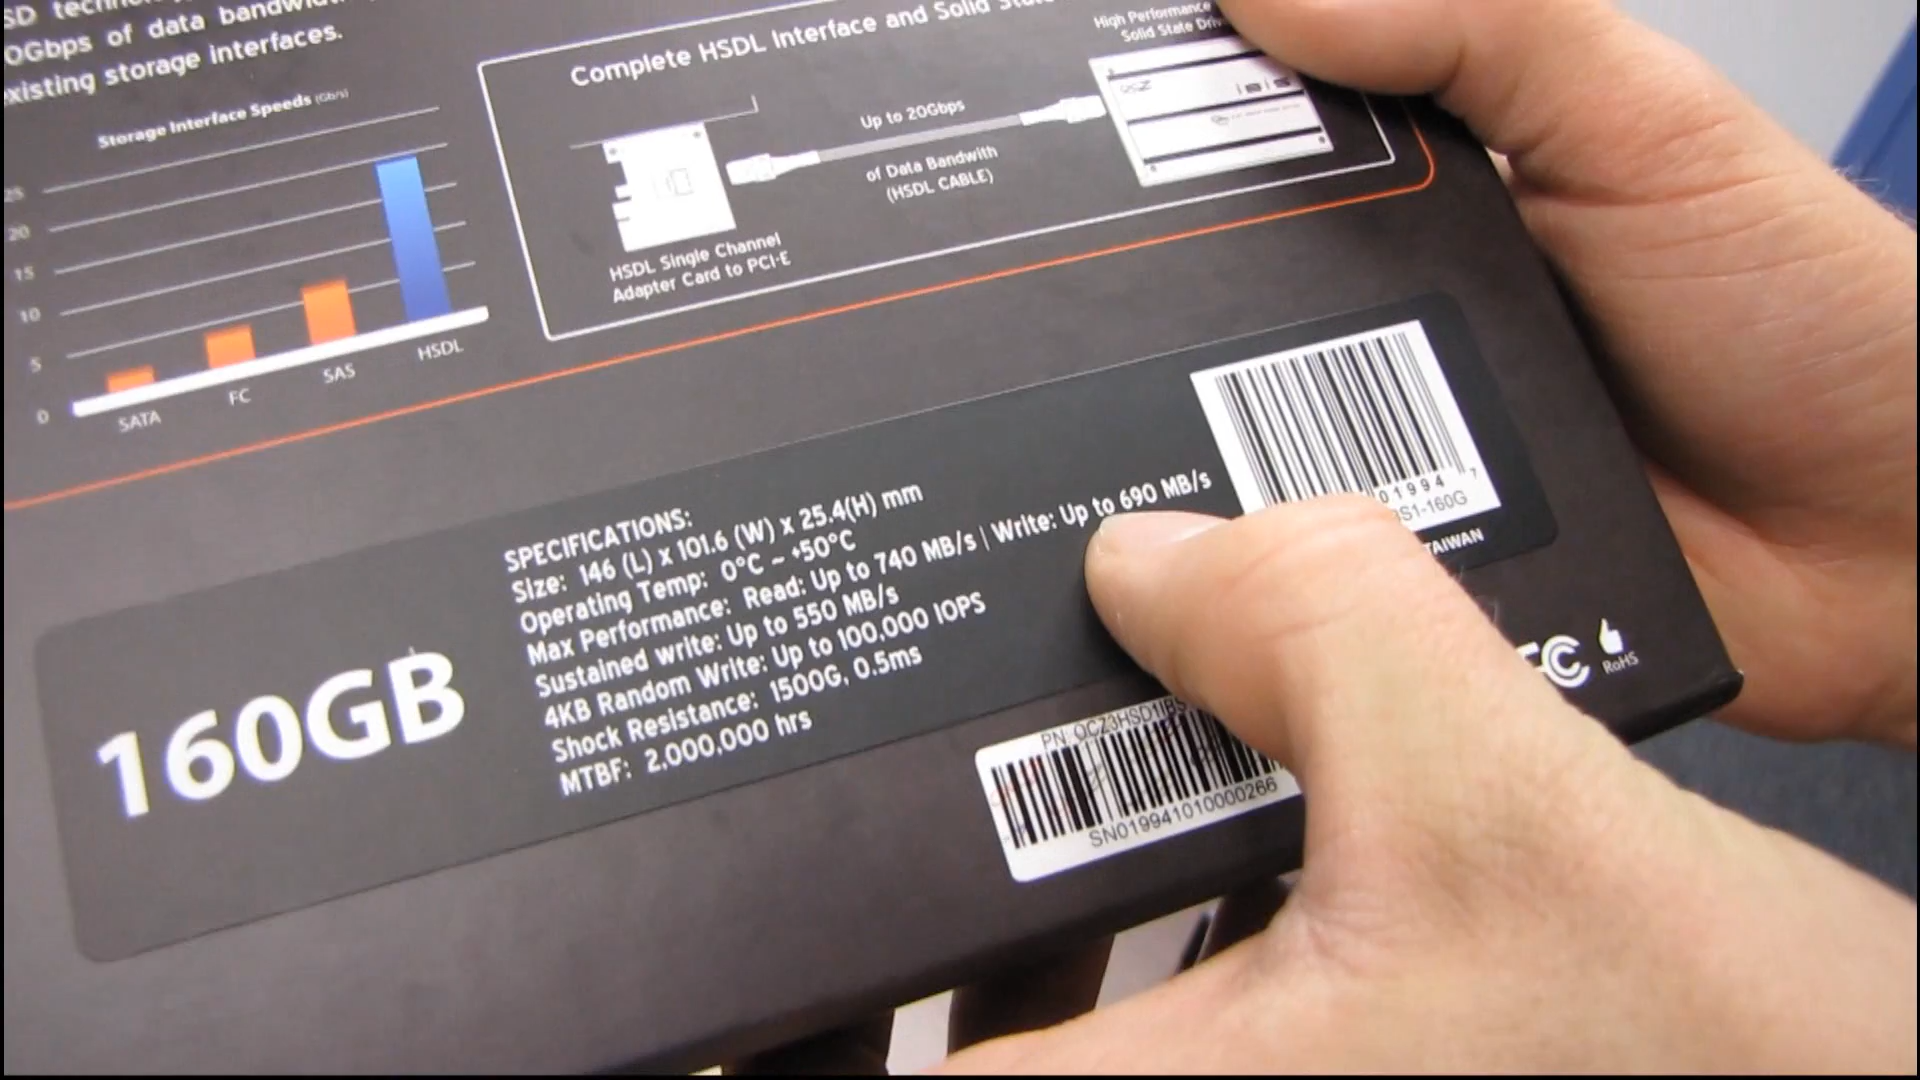 0Gbps of data
xisting storage interfaces.
Storage Interface Speeds (Gb/s)
25
20
15
10
5
0
SATA
FC
SAS
HSDL
Complete HSDL Interface and Solid State
High Performance
Solid State
Up to 20Gbps
of Data Bandwith
(HSDL CABLE)
HSDL Single Channel
Adapter Card to PCI-E
160GB
SPECIFICATIONS:
Size: 146 (L) x 101.6 (W) x 25.4(H) mm
Operating Temp: 0°C ~ +50°C
Max Performance: Read: Up to 740 MB/s | Write: Up to 690 MB/s
Sustained write: Up to 550 MB/s
4KB Random Write: Up to 100,000 IOPS
Shock Resistance: 1500G, 0.5ms
MTBF: 2,000,000 hrs
01994 7
S1-160G
TAIWAN
RoHS
PN OCZ3HSD1IBS
SN019941010000266